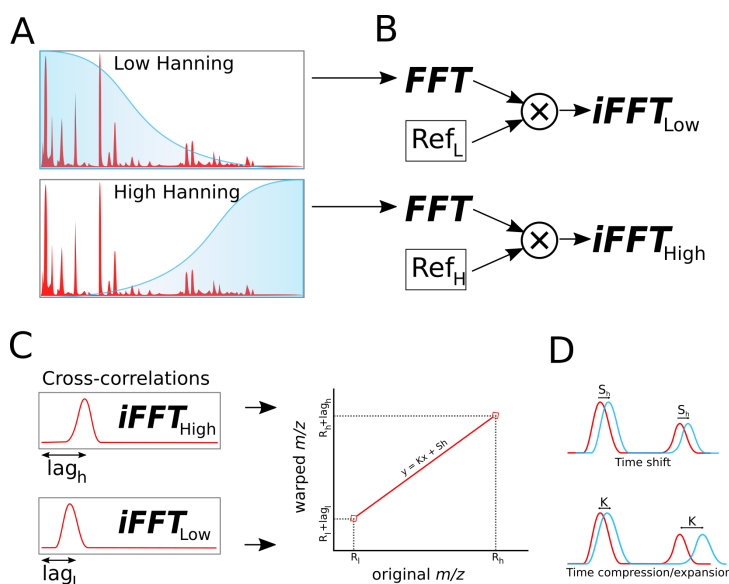 A
B
Low Hanning
FFT
Ref_L
iFFT_Low
High Hanning
FFT
Ref_H
iFFT_High
C
Cross-correlations
iFFT_High
lag_h
iFFT_Low
lag_l
warped m/z
R_h+lag_h
R_l+lag_l
y = Kx + Sh
R_l
R_h
original m/z
D
S_h
S_h
Time shift
K
K
Time compression/expansion